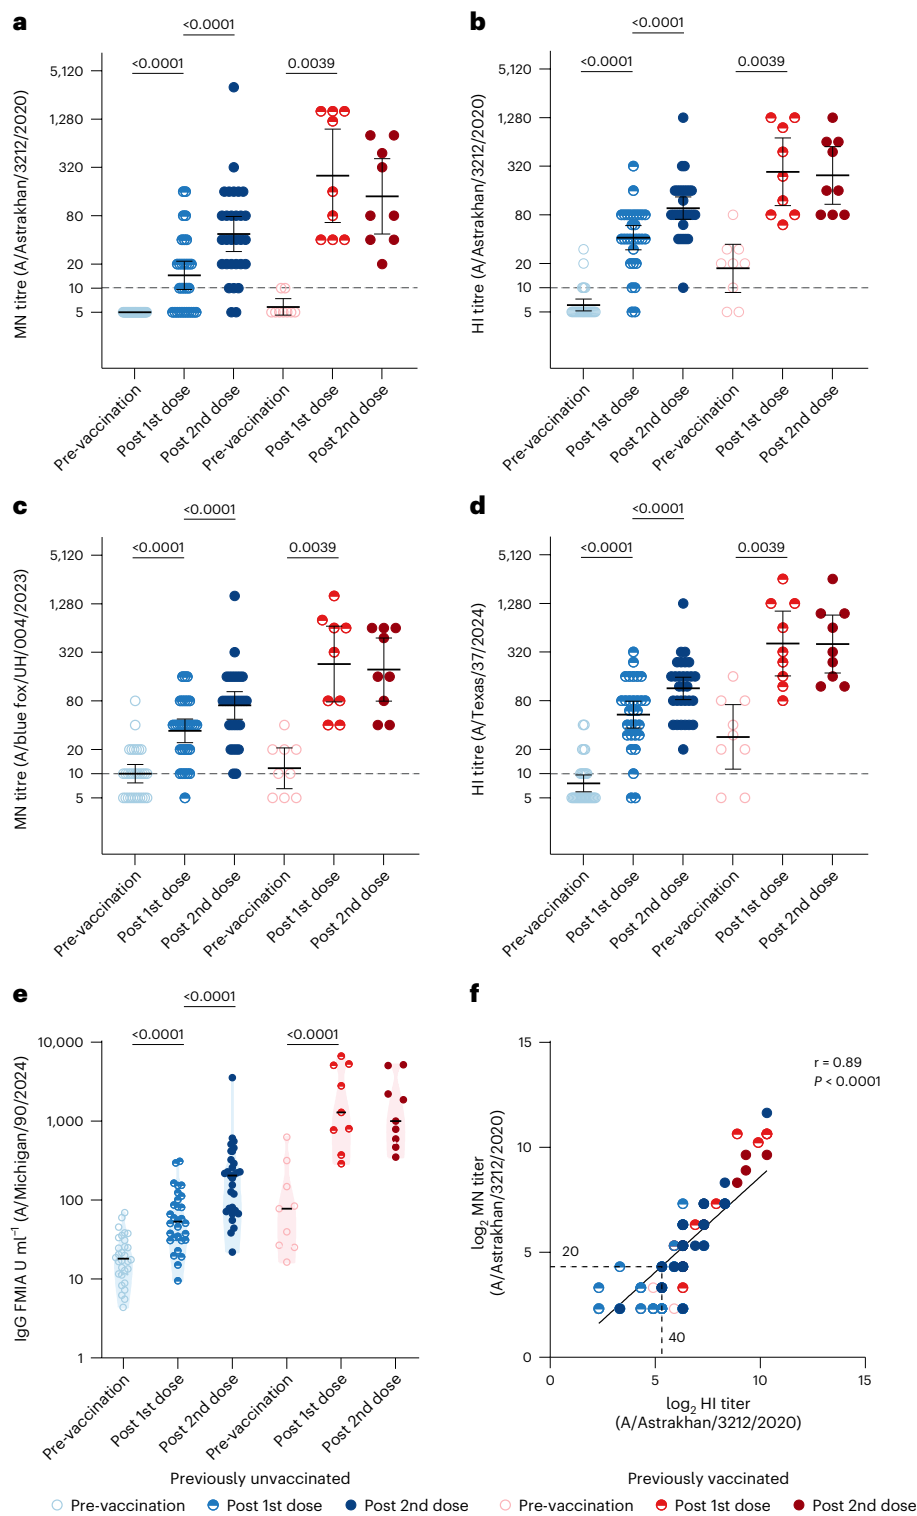 a
<0.0001
<0.0001
0.0039
MN titre (A/Astrakhan/3212/2020)
5,120
1,280
320
80
20
10
5
Pre-vaccination
Post 1st dose
Post 2nd dose
Pre-vaccination
Post 1st dose
Post 2nd dose
b
<0.0001
<0.0001
0.0039
HI titre (A/Astrakhan/3212/2020)
5,120
1,280
320
80
20
10
5
Pre-vaccination
Post 1st dose
Post 2nd dose
Pre-vaccination
Post 1st dose
Post 2nd dose
c
<0.0001
<0.0001
0.0039
MN titre (A/blue fox/UH/004/2023)
5,120
1,280
320
80
20
10
5
Pre-vaccination
Post 1st dose
Post 2nd dose
Pre-vaccination
Post 1st dose
Post 2nd dose
d
<0.0001
<0.0001
0.0039
HI titre (A/Texas/37/2024)
5,120
1,280
320
80
20
10
5
Pre-vaccination
Post 1st dose
Post 2nd dose
Pre-vaccination
Post 1st dose
Post 2nd dose
e
<0.0001
<0.0001
<0.0001
IgG FMIA U ml⁻¹ (A/Michigan/90/2024)
10,000
1,000
100
10
1
Pre-vaccination
Post 1st dose
Post 2nd dose
Pre-vaccination
Post 1st dose
Post 2nd dose
f
r = 0.89
P < 0.0001
log₂ MN titer
(A/Astrakhan/3212/2020)
15
10
5
0
20
40
0
5
10
15
log₂ HI titer
(A/Astrakhan/3212/2020)
Previously unvaccinated
Previously vaccinated
Pre-vaccination
Post 1st dose
Post 2nd dose
Pre-vaccination
Post 1st dose
Post 2nd dose